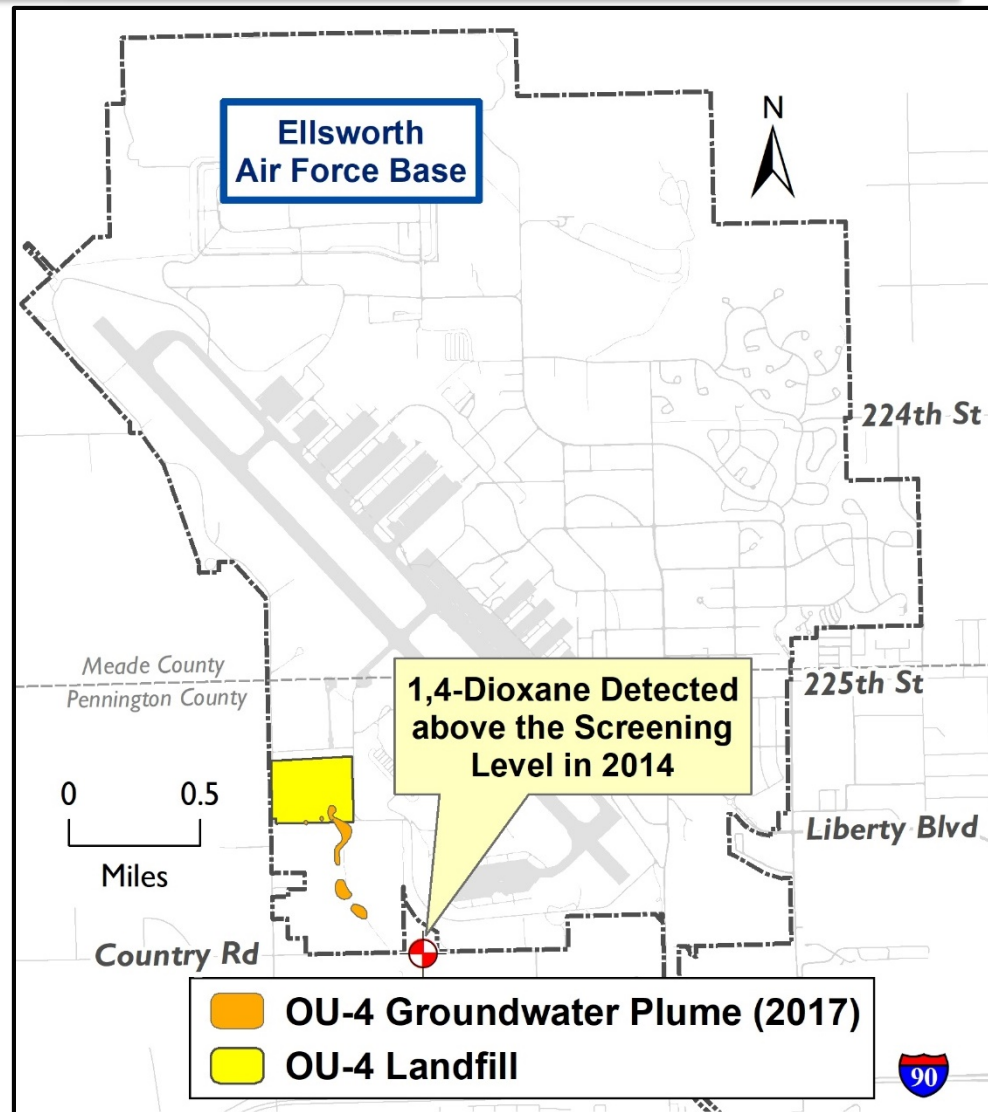 Ellsworth
Air Force Base
N
224th St
Meade County
Pennington County
225th St
1,4-Dioxane Detected
above the Screening
Level in 2014
0 0.5
Miles
Liberty Blvd
Country Rd
OU-4 Groundwater Plume (2017)
OU-4 Landfill
90